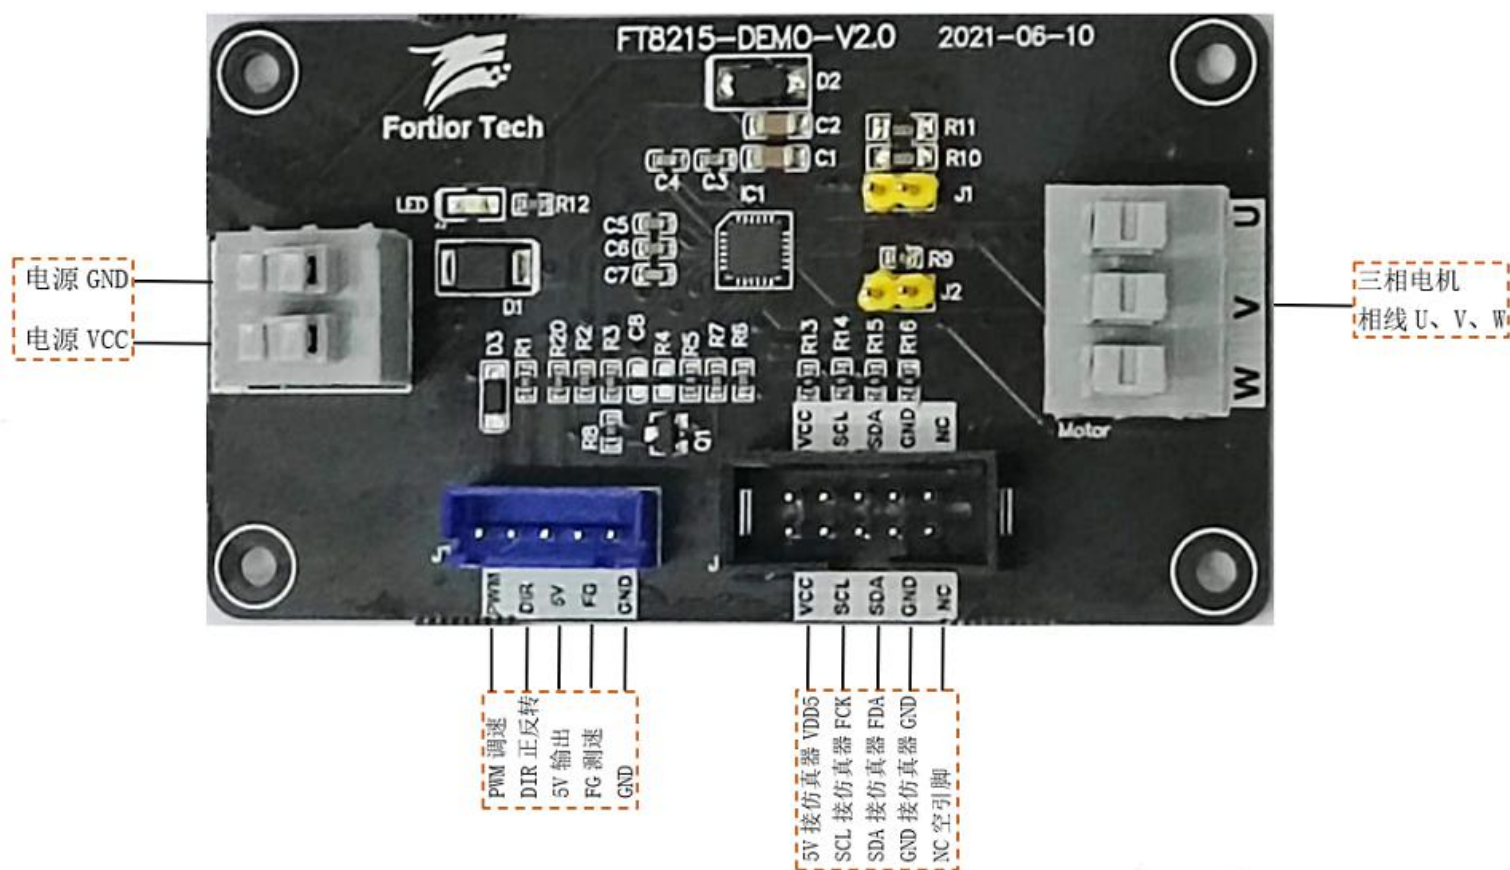 FT8215-DEMO-V2.0 2021-06-10
Fortior Tech
D2
C2
C1
R11
R10
C4
C3
J1
IC1
LED
R12
C5
C6
C7
D1
R9
J2
U
V
W
Motor
电源 GND
电源 VCC
三相电机
相线 U、V、W
D3
R1
R20
R2
R3
C8
R4
R5
R7
R6
R13
R14
R15
R16
R8
Q1
VCC
SCL
SDA
GND
NC
J
J
PWM
DIR
5V
FG
GND
VCC
SCL
SDA
GND
NC
PWM 调速
DIR 正反转
5V 输出
FG 测速
GND
5V 接仿真器 VDD5
SCL 接仿真器 FCK
SDA 接仿真器 FDA
GND 接仿真器 GND
NC 空引脚